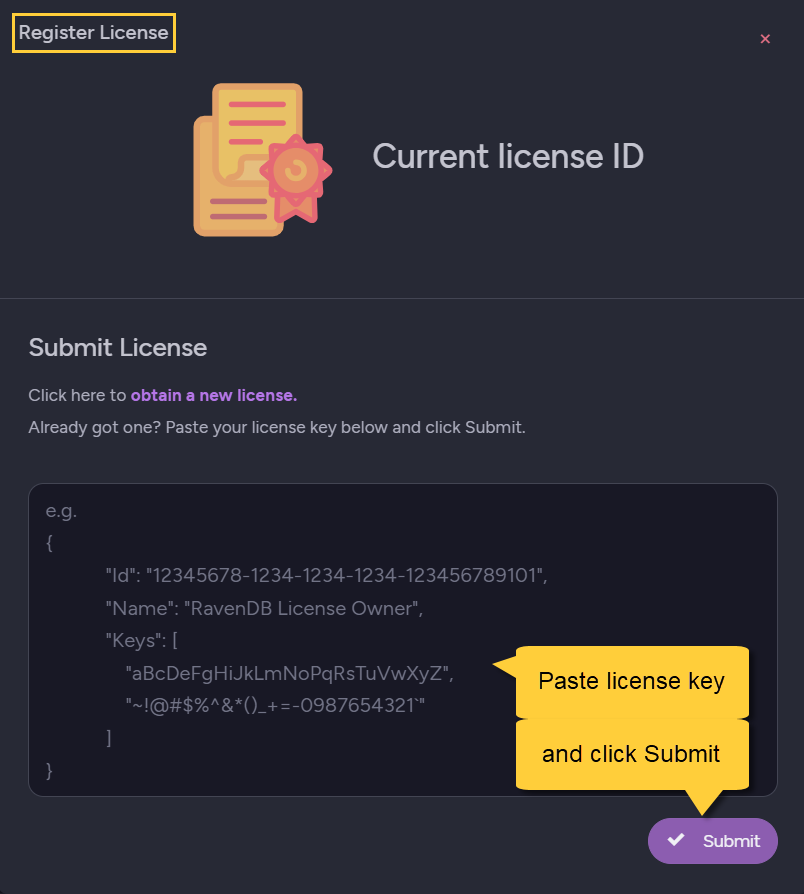 Register License
×
Current license ID
Submit License
Click here to obtain a new license.
Already got one? Paste your license key below and click Submit.
e.g.
{
"Id": "12345678-1234-1234-1234-123456789101",
"Name": "RavenDB License Owner",
"Keys": [
"aBcDeFgHiJkLmNoPqRsTuVwXyZ",
"~!@#$%^&*()_+=-0987654321`"
]
}
Paste license key
and click Submit
Submit